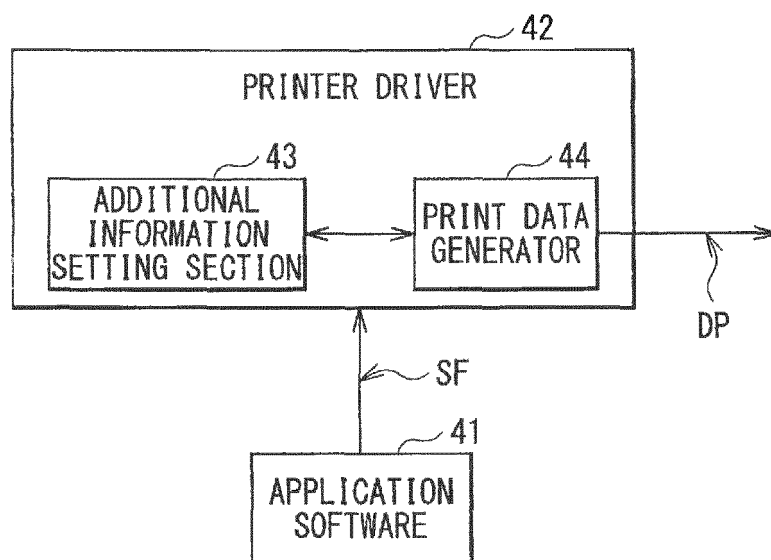 42
PRINTER DRIVER
43
44
ADDITIONAL
INFORMATION
SETTING SECTION
PRINT DATA
GENERATOR
DP
SF
41
APPLICATION
SOFTWARE